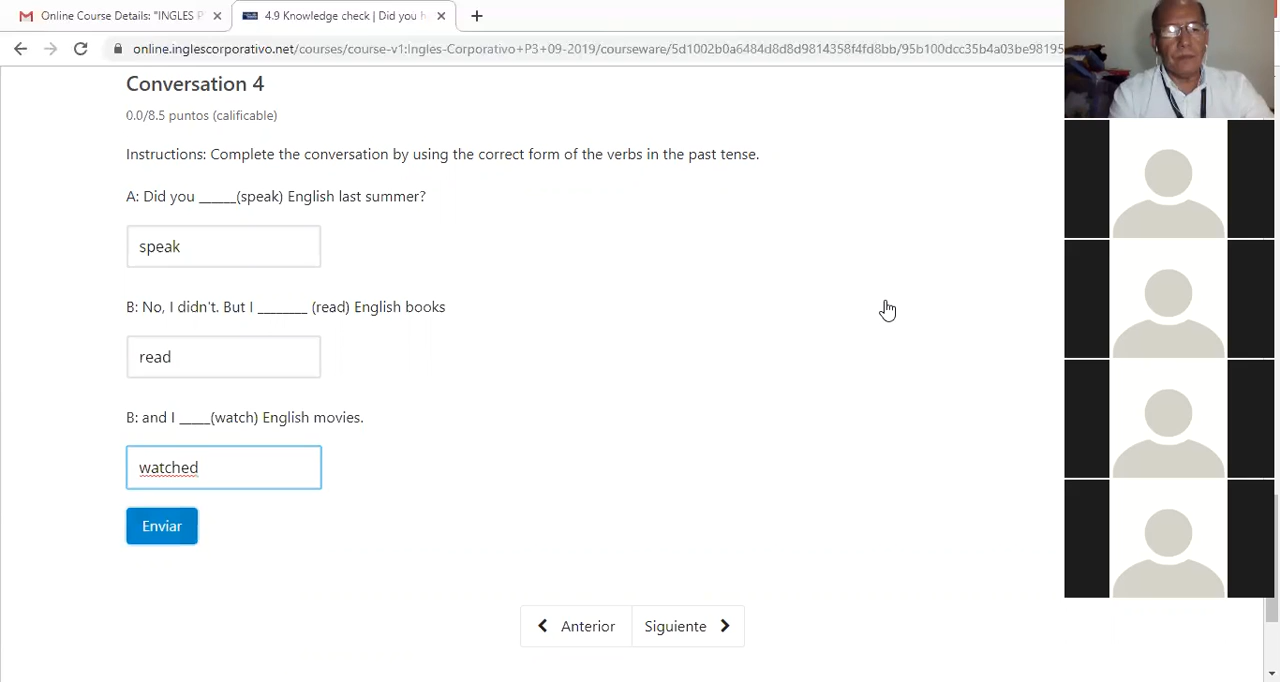 Online Course Details: "INGLES P
4.9 Knowledge check | Did you h
online.inglescorporativo.net/courses/course-v1:Ingles-Corporativo+P3+09-2019/courseware/5d1002b0a6484d8d8d9814358f4fd8bb/95b100dcc35b4a03be98195
Conversation 4
0.0/8.5 puntos (calificable)
Instructions: Complete the conversation by using the correct form of the verbs in the past tense.
A: Did you ______(speak) English last summer?
speak
B: No, I didn't. But I ________ (read) English books
read
B: and I _____(watch) English movies.
watched
Enviar
Anterior
Siguiente